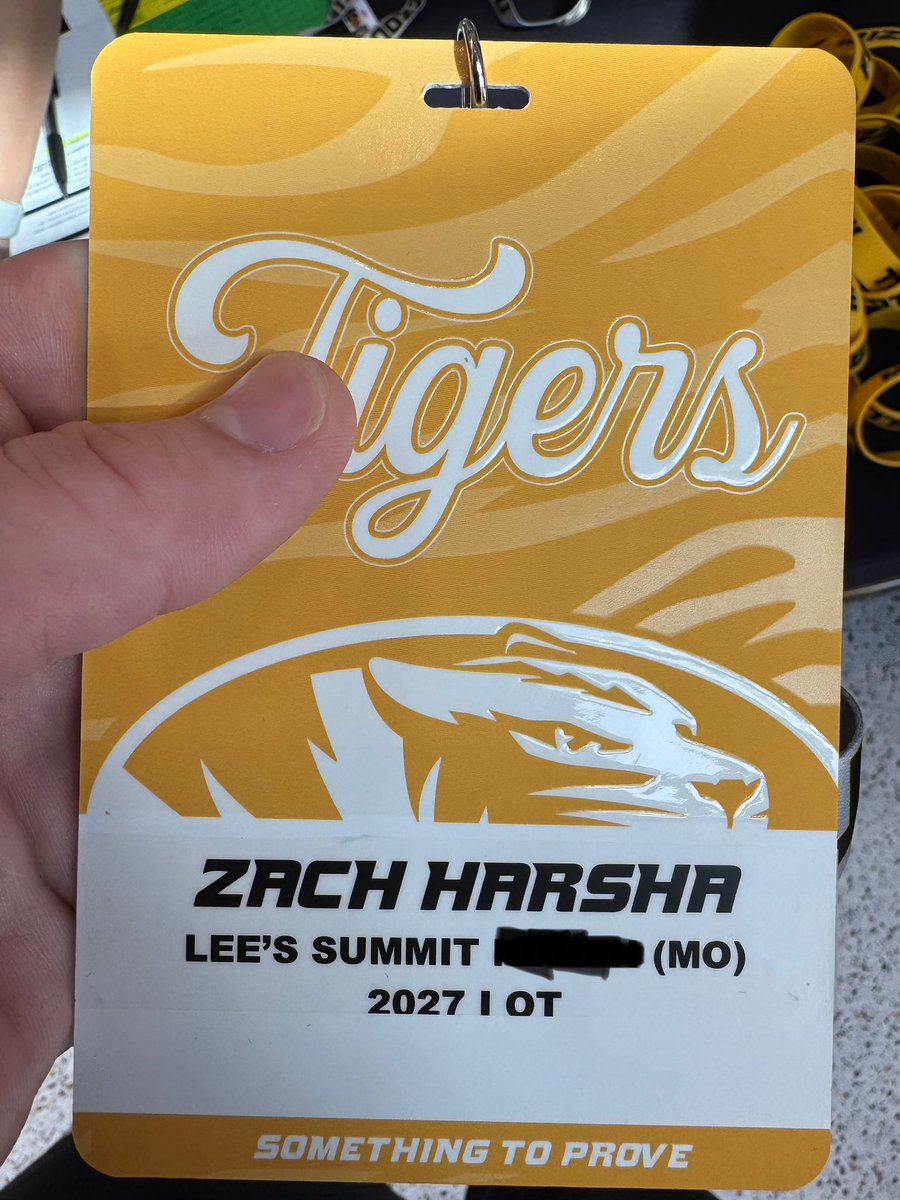 Tigers
ZACH HARSHA
LEE'S SUMMIT (MO)
2027 | OT
SOMETHING TO PROVE